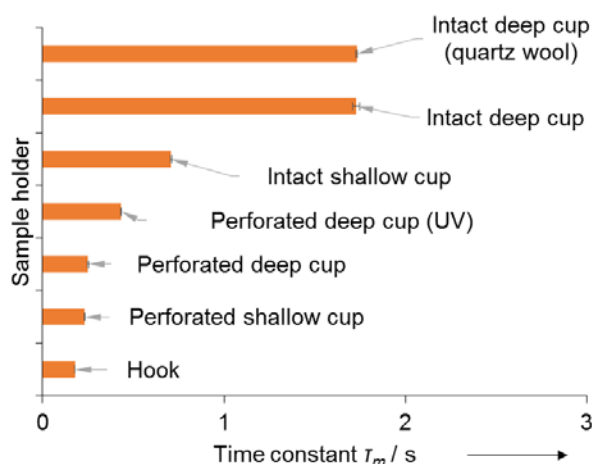 Intact deep cup
(quartz wool)
Intact deep cup
Intact shallow cup
Perforated deep cup (UV)
Perforated deep cup
Perforated shallow cup
Hook
Sample holder
0 1 2 3
Time constant τm / s